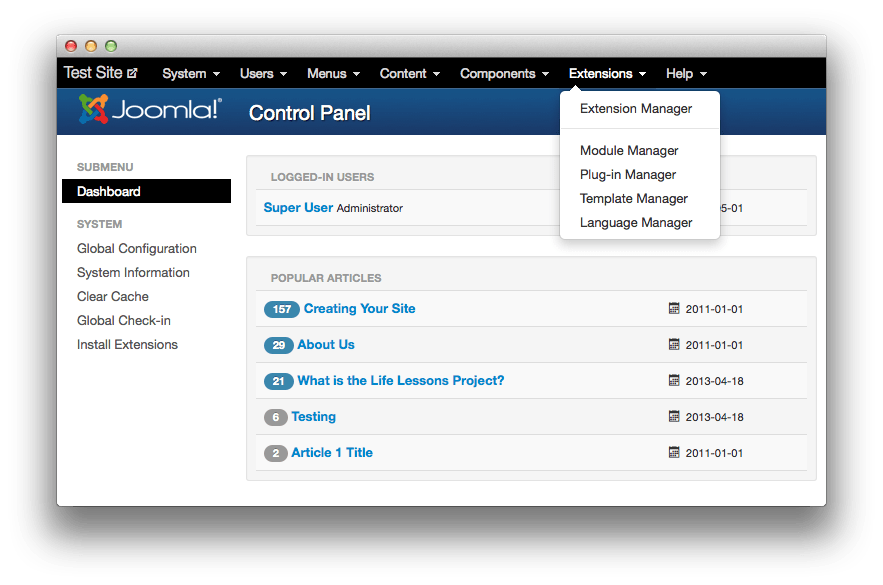 Test Site System Users Menus Content Components Extensions Help
Joomla!® Control Panel
Extension Manager
Module Manager
Plug-in Manager
Template Manager
Language Manager
SUBMENU
Dashboard
SYSTEM
Global Configuration
System Information
Clear Cache
Global Check-in
Install Extensions
LOGGED-IN USERS
Super User Administrator 5-01
POPULAR ARTICLES
157 Creating Your Site 2011-01-01
29 About Us 2011-01-01
21 What is the Life Lessons Project? 2013-04-18
6 Testing 2013-04-18
2 Article 1 Title 2011-01-01